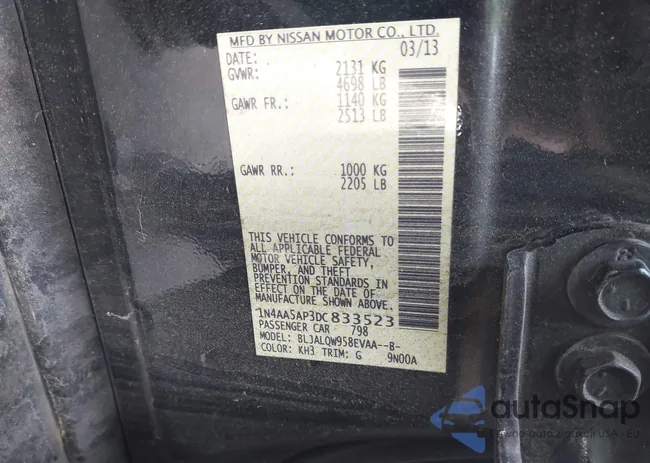 MFD BY NISSAN MOTOR CO., LTD.
DATE: 03/13
GVWR: 2131 KG
4698 LB
GAWR FR.: 1140 KG
2513 LB
GAWR RR.: 1000 KG
2205 LB
THIS VEHICLE CONFORMS TO
ALL APPLICABLE FEDERAL
MOTOR VEHICLE SAFETY,
BUMPER, AND THEFT
PREVENTION STANDARDS IN
EFFECT ON THE DATE OF
MANUFACTURE SHOWN ABOVE.
1N4AA5AP3DC833523
PASSENGER CAR 798
MODEL: BLJALQW958EVAA--B-
COLOR: KH3 TRIM: G 9N00A
autaSnap